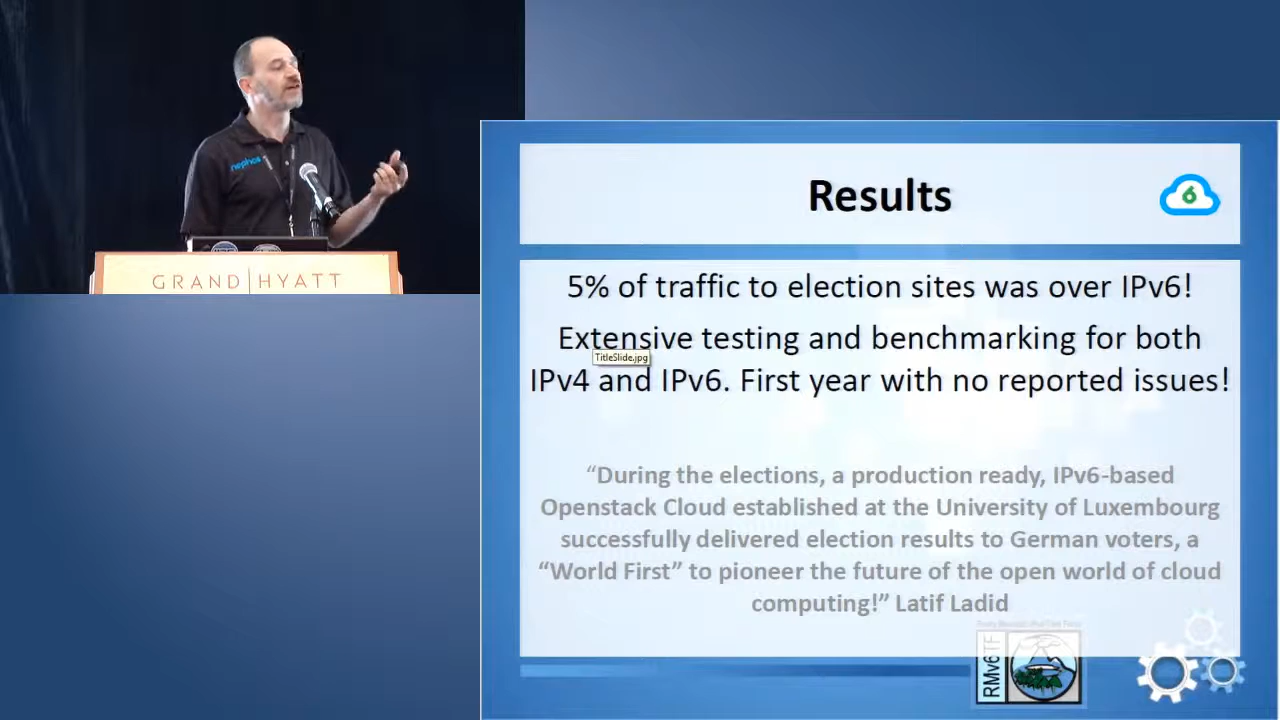 nephos
GRAND HYATT
Results
6
5% of traffic to election sites was over IPv6!
Extensive testing and benchmarking for both
TitleSlide.jpg
IPv4 and IPv6. First year with no reported issues!
“During the elections, a production ready, IPv6-based
Openstack Cloud established at the University of Luxembourg
successfully delivered election results to German voters, a
“World First” to pioneer the future of the open world of cloud
computing!” Latif Ladid
RMv6TF